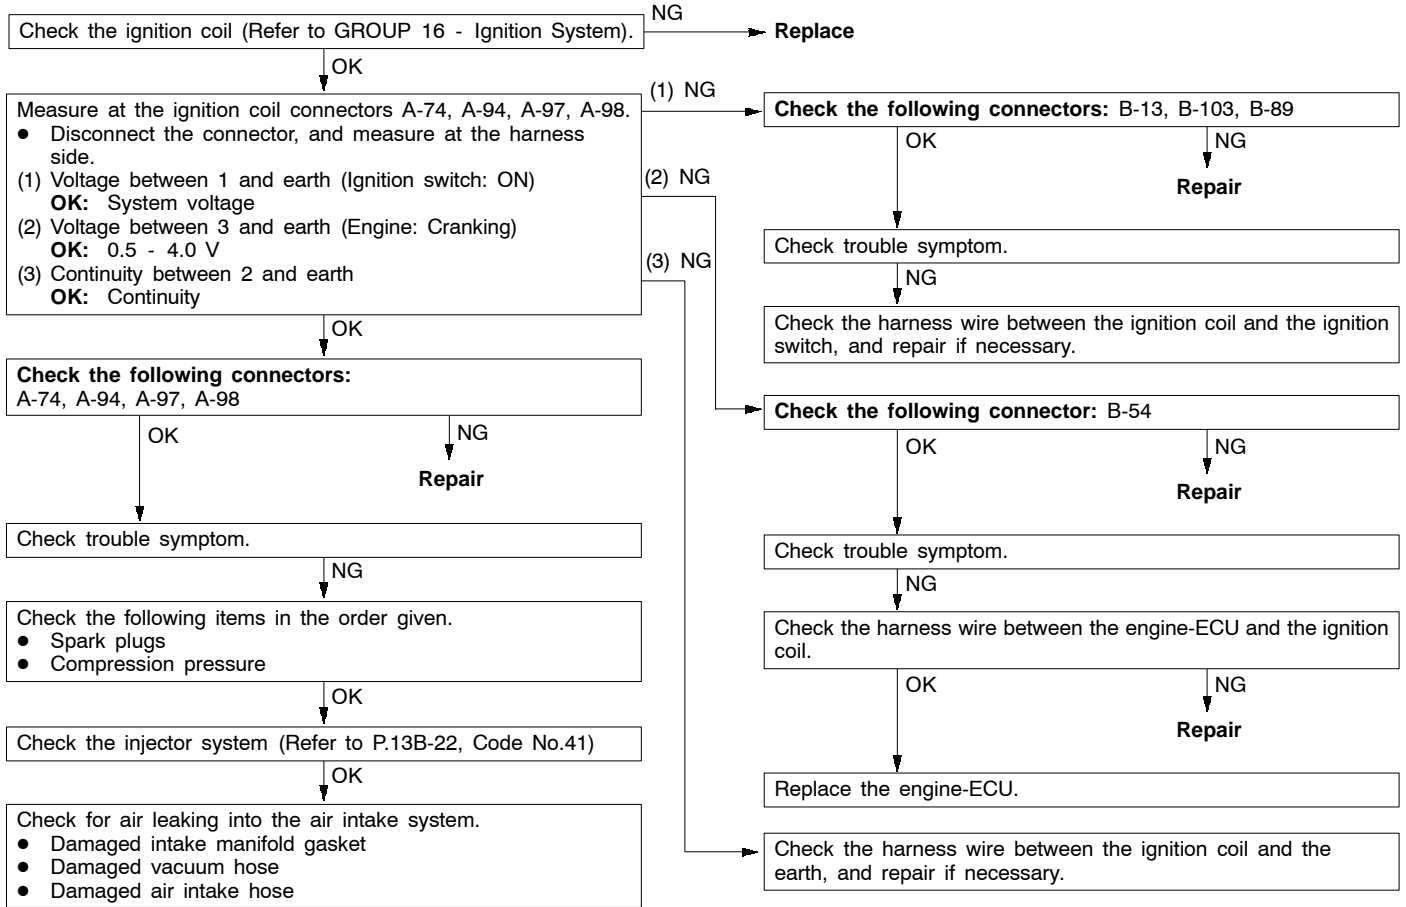 Check the ignition coil (Refer to GROUP 16 - Ignition System).
NG
Replace
OK
Measure at the ignition coil connectors A-74, A-94, A-97, A-98.
● Disconnect the connector, and measure at the harness
side.
(1) Voltage between 1 and earth (Ignition switch: ON)
OK: System voltage
(2) Voltage between 3 and earth (Engine: Cranking)
OK: 0.5 - 4.0 V
(3) Continuity between 2 and earth
OK: Continuity
(1) NG
(2) NG
(3) NG
OK
Check the following connectors:
A-74, A-94, A-97, A-98
OK
NG
Repair
Check trouble symptom.
NG
Check the following items in the order given.
● Spark plugs
● Compression pressure
OK
Check the injector system (Refer to P.13B-22, Code No.41)
OK
Check for air leaking into the air intake system.
● Damaged intake manifold gasket
● Damaged vacuum hose
● Damaged air intake hose
Check the following connectors: B-13, B-103, B-89
OK
NG
Repair
Check trouble symptom.
NG
Check the harness wire between the ignition coil and the ignition
switch, and repair if necessary.
Check the following connector: B-54
OK
NG
Repair
Check trouble symptom.
NG
Check the harness wire between the engine-ECU and the ignition
coil.
OK
NG
Repair
Replace the engine-ECU.
Check the harness wire between the ignition coil and the
earth, and repair if necessary.